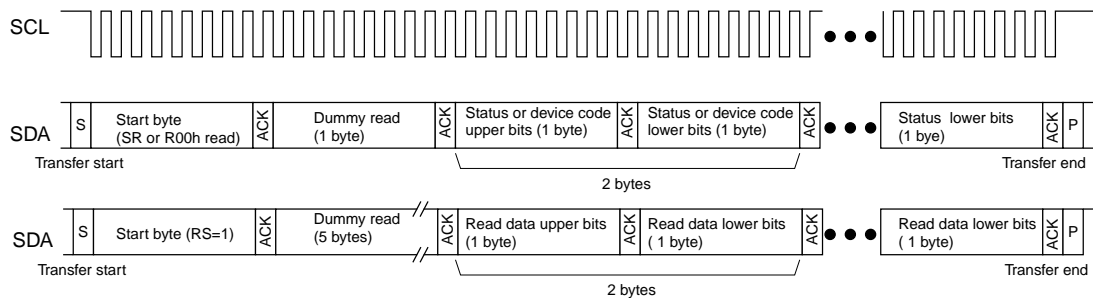 SCL
SDA
S
Start byte
(SR or R00h read)
ACK
Dummy read
(1 byte)
ACK
Status or device code
upper bits (1 byte)
ACK
Status or device code
lower bits (1 byte)
ACK
Status lower bits
(1 bye)
ACK
P
Transfer start
Transfer end
2 bytes
SDA
S
Start byte (RS=1)
ACK
Dummy read
(5 bytes)
ACK
Read data upper bits
(1 byte)
ACK
Read data lower bits
( 1 byte)
ACK
Read data lower bits
( 1 byte)
ACK
P
Transfer start
Transfer end
2 bytes